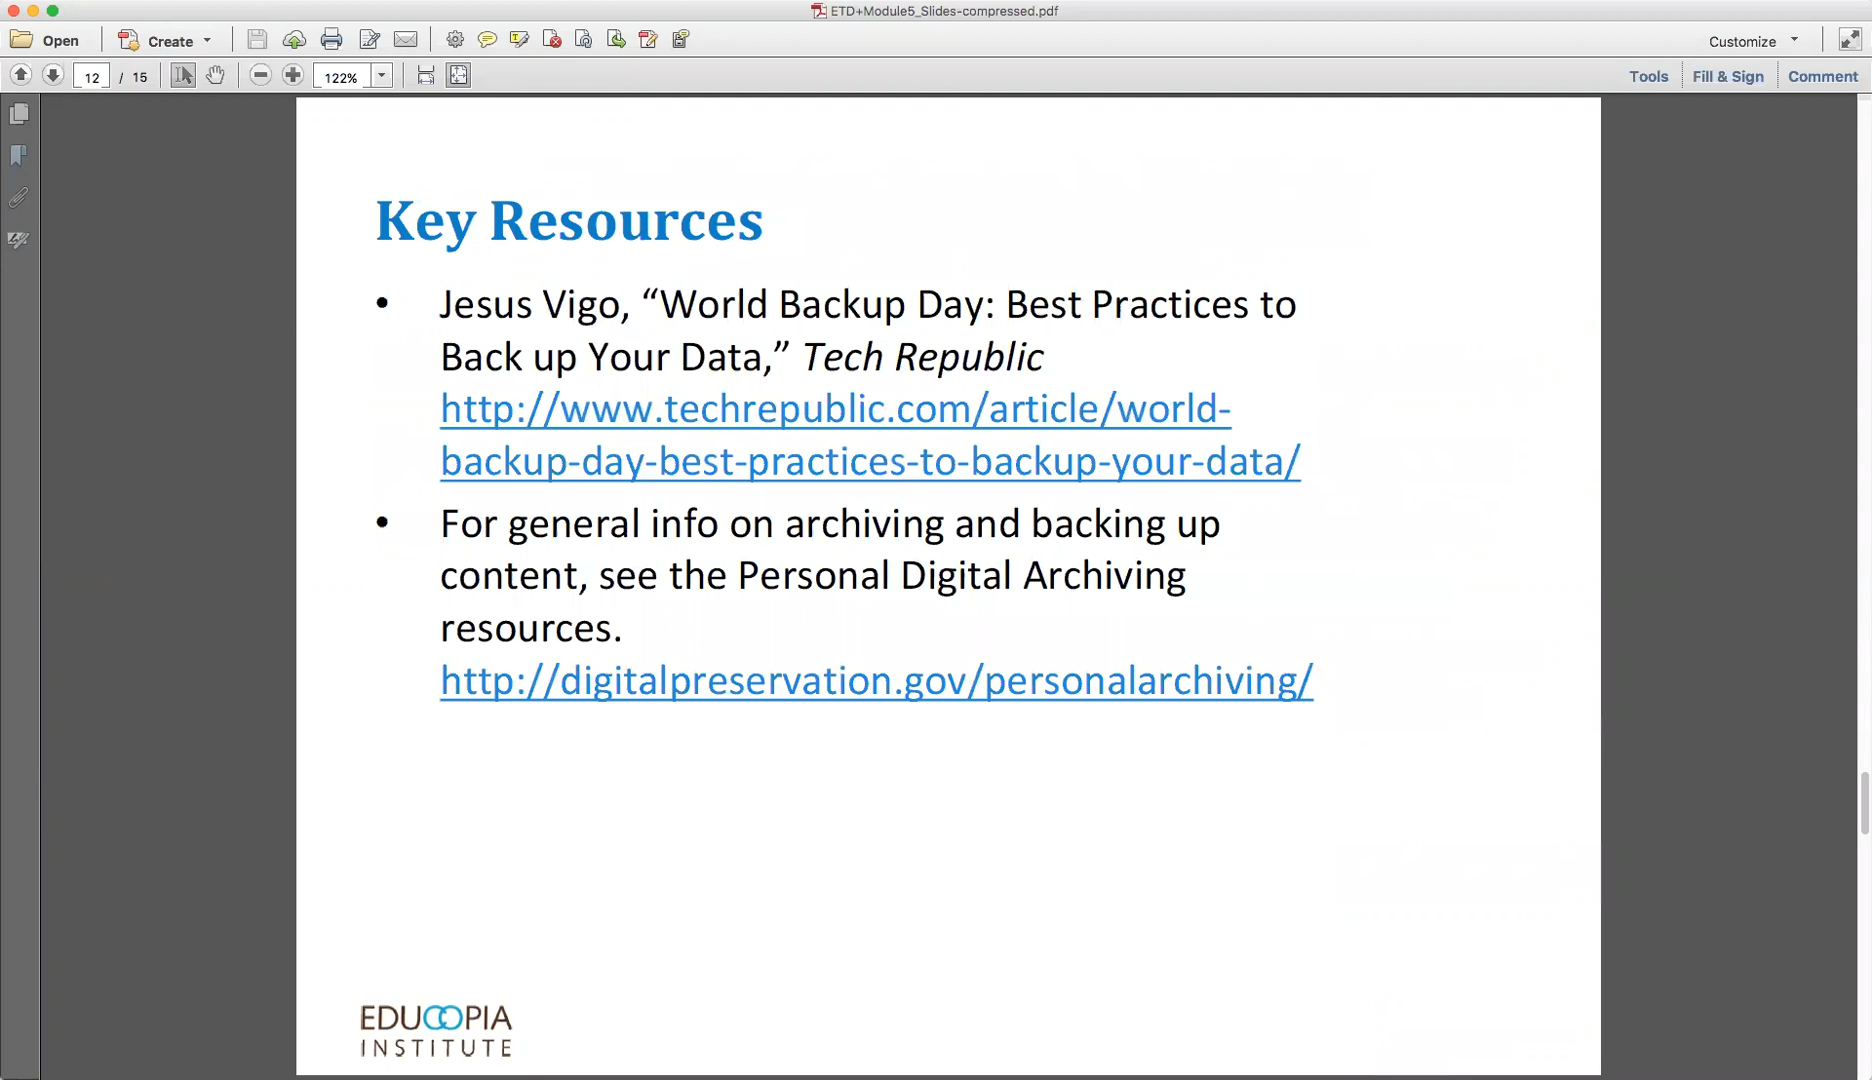 ETD+Module5_Slides-compressed.pdf
Open
Create
Customize
12 / 15
122%
Tools
Fill & Sign
Comment
Key Resources
• Jesus Vigo, “World Backup Day: Best Practices to
Back up Your Data,” Tech Republic
http://www.techrepublic.com/article/world-
backup-day-best-practices-to-backup-your-data/
• For general info on archiving and backing up
content, see the Personal Digital Archiving
resources.
http://digitalpreservation.gov/personalarchiving/
EDUCOPIA
INSTITUTE